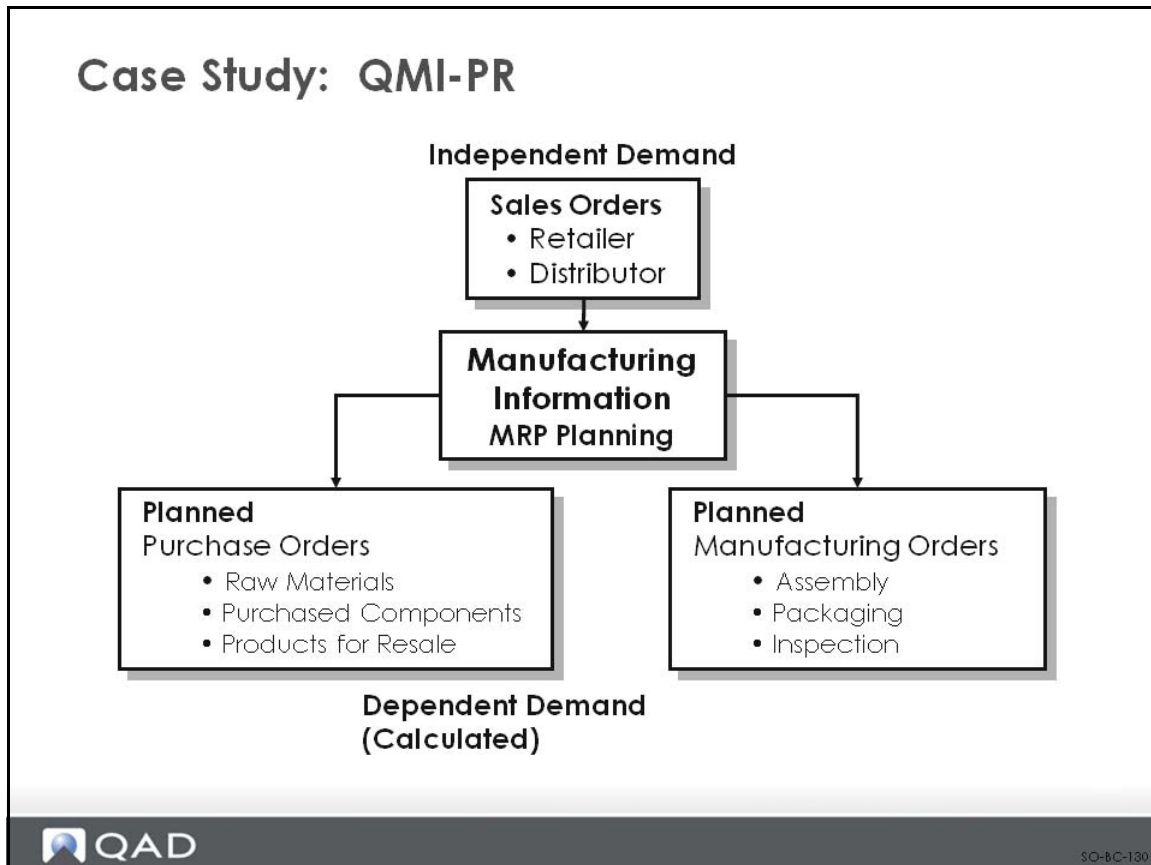 Case Study: QMI-PR
Independent Demand
Sales Orders
• Retailer
• Distributor
Manufacturing
Information
MRP Planning
Planned
Purchase Orders
• Raw Materials
• Purchased Components
• Products for Resale
Planned
Manufacturing Orders
• Assembly
• Packaging
• Inspection
Dependent Demand
(Calculated)
QAD
SO-BC-130